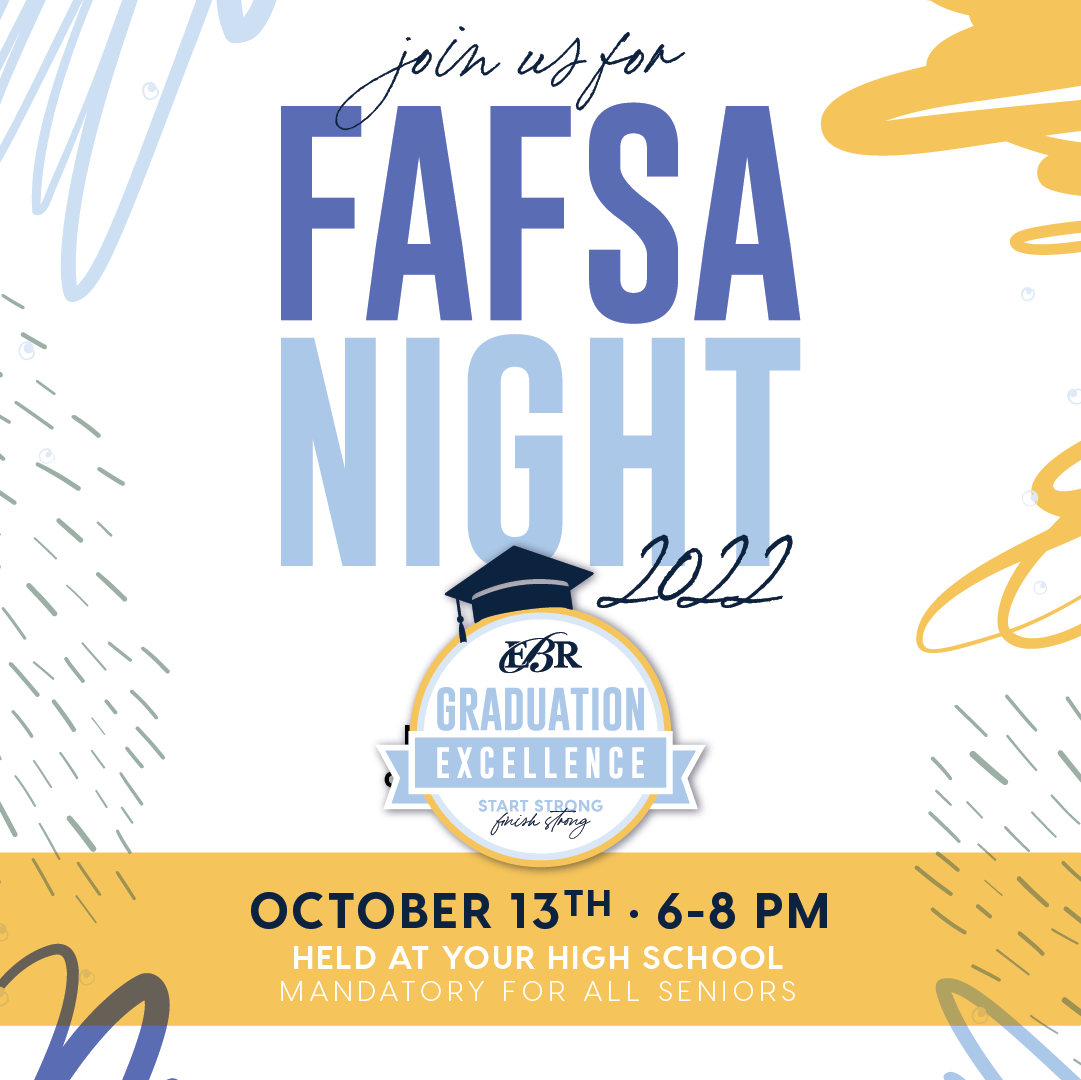 join us for
FAFSA
NIGHT
2022
EBR
GRADUATION
EXCELLENCE
START STRONG
finish strong
OCTOBER 13TH · 6-8 PM
HELD AT YOUR HIGH SCHOOL
MANDATORY FOR ALL SENIORS